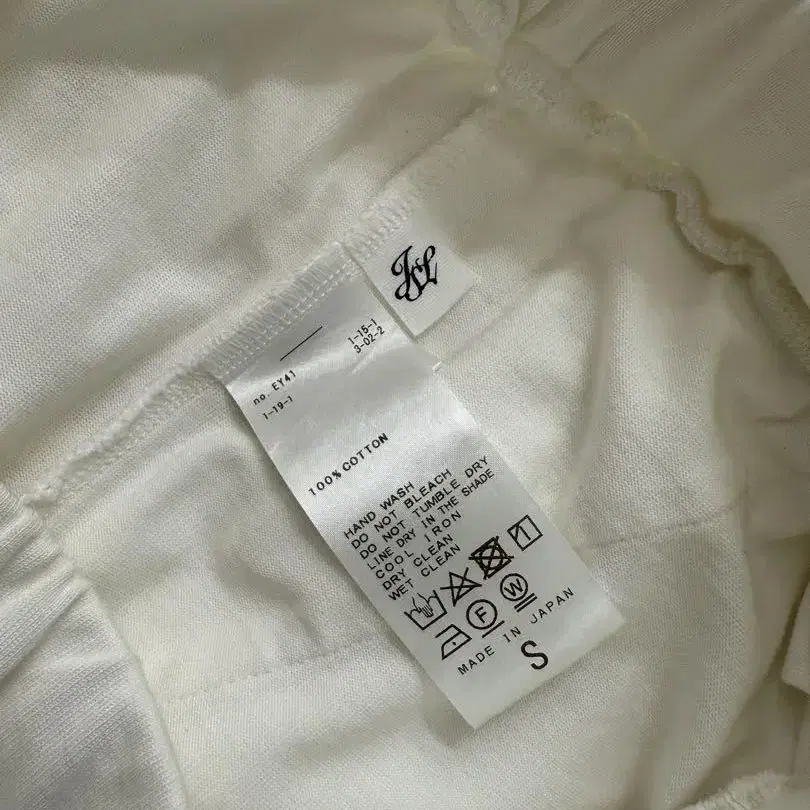 no. EY41
1-19-1
1-15-1
3-02-2
100% COTTON
HAND WASH
DO NOT BLEACH
DO NOT TUMBLE DRY
LINE DRY IN THE SHADE
COOL IRON
DRY CLEAN
WET CLEAN
F
W
MADE IN JAPAN
S